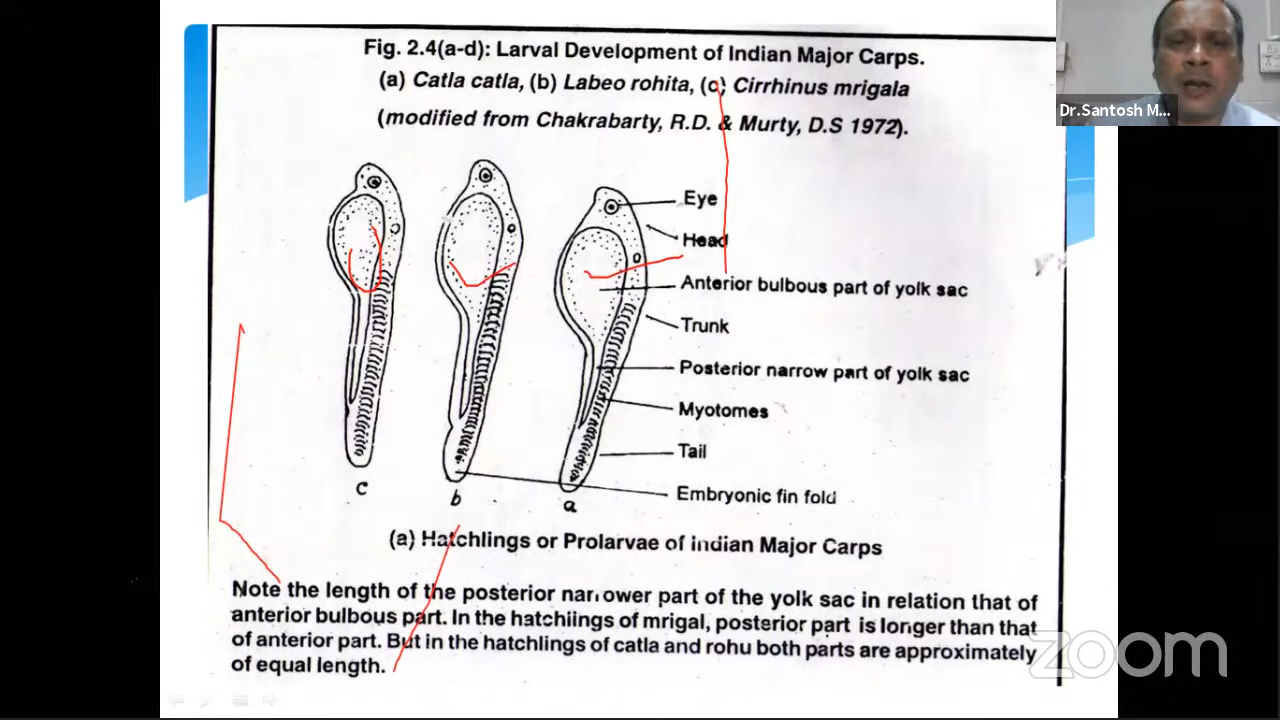 Fig. 2.4(a-d): Larval Development of Indian Major Carps.
(a) Catla catla, (b) Labeo rohita, (c) Cirrhinus mrigala
(modified from Chakrabarty, R.D. & Murty, D.S 1972).
Dr.Santosh M...
Eye
Head
Anterior bulbous part of yolk sac
Trunk
Posterior narrow part of yolk sac
Myotomes
Tail
Embryonic fin fold
c b a
(a) Hatchlings or Prolarvae of Indian Major Carps
Note the length of the posterior narrower part of the yolk sac in relation that of
anterior bulbous part. In the hatchiings of mrigal, posterior part is longer than that
of anterior part. But in the hatchlings of catla and rohu both parts are approximately
of equal length.
zoom